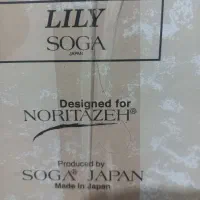 LILY
SOGA
JAPAN
Designed for
NORITAZEH®
Produced by
SOGA® JAPAN
Made In Japan